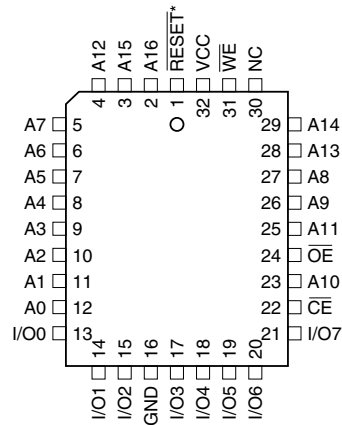 A12 A15 A16 RESET* VCC WE NC
4 3 2 1 32 31 30
A7 5 29 A14
A6 6 28 A13
A5 7 27 A8
A4 8 26 A9
A3 9 25 A11
A2 10 24 OE
A1 11 23 A10
A0 12 22 CE
I/O0 13 21 I/O7
14 15 16 17 18 19 20
I/O1 I/O2 GND I/O3 I/O4 I/O5 I/O6